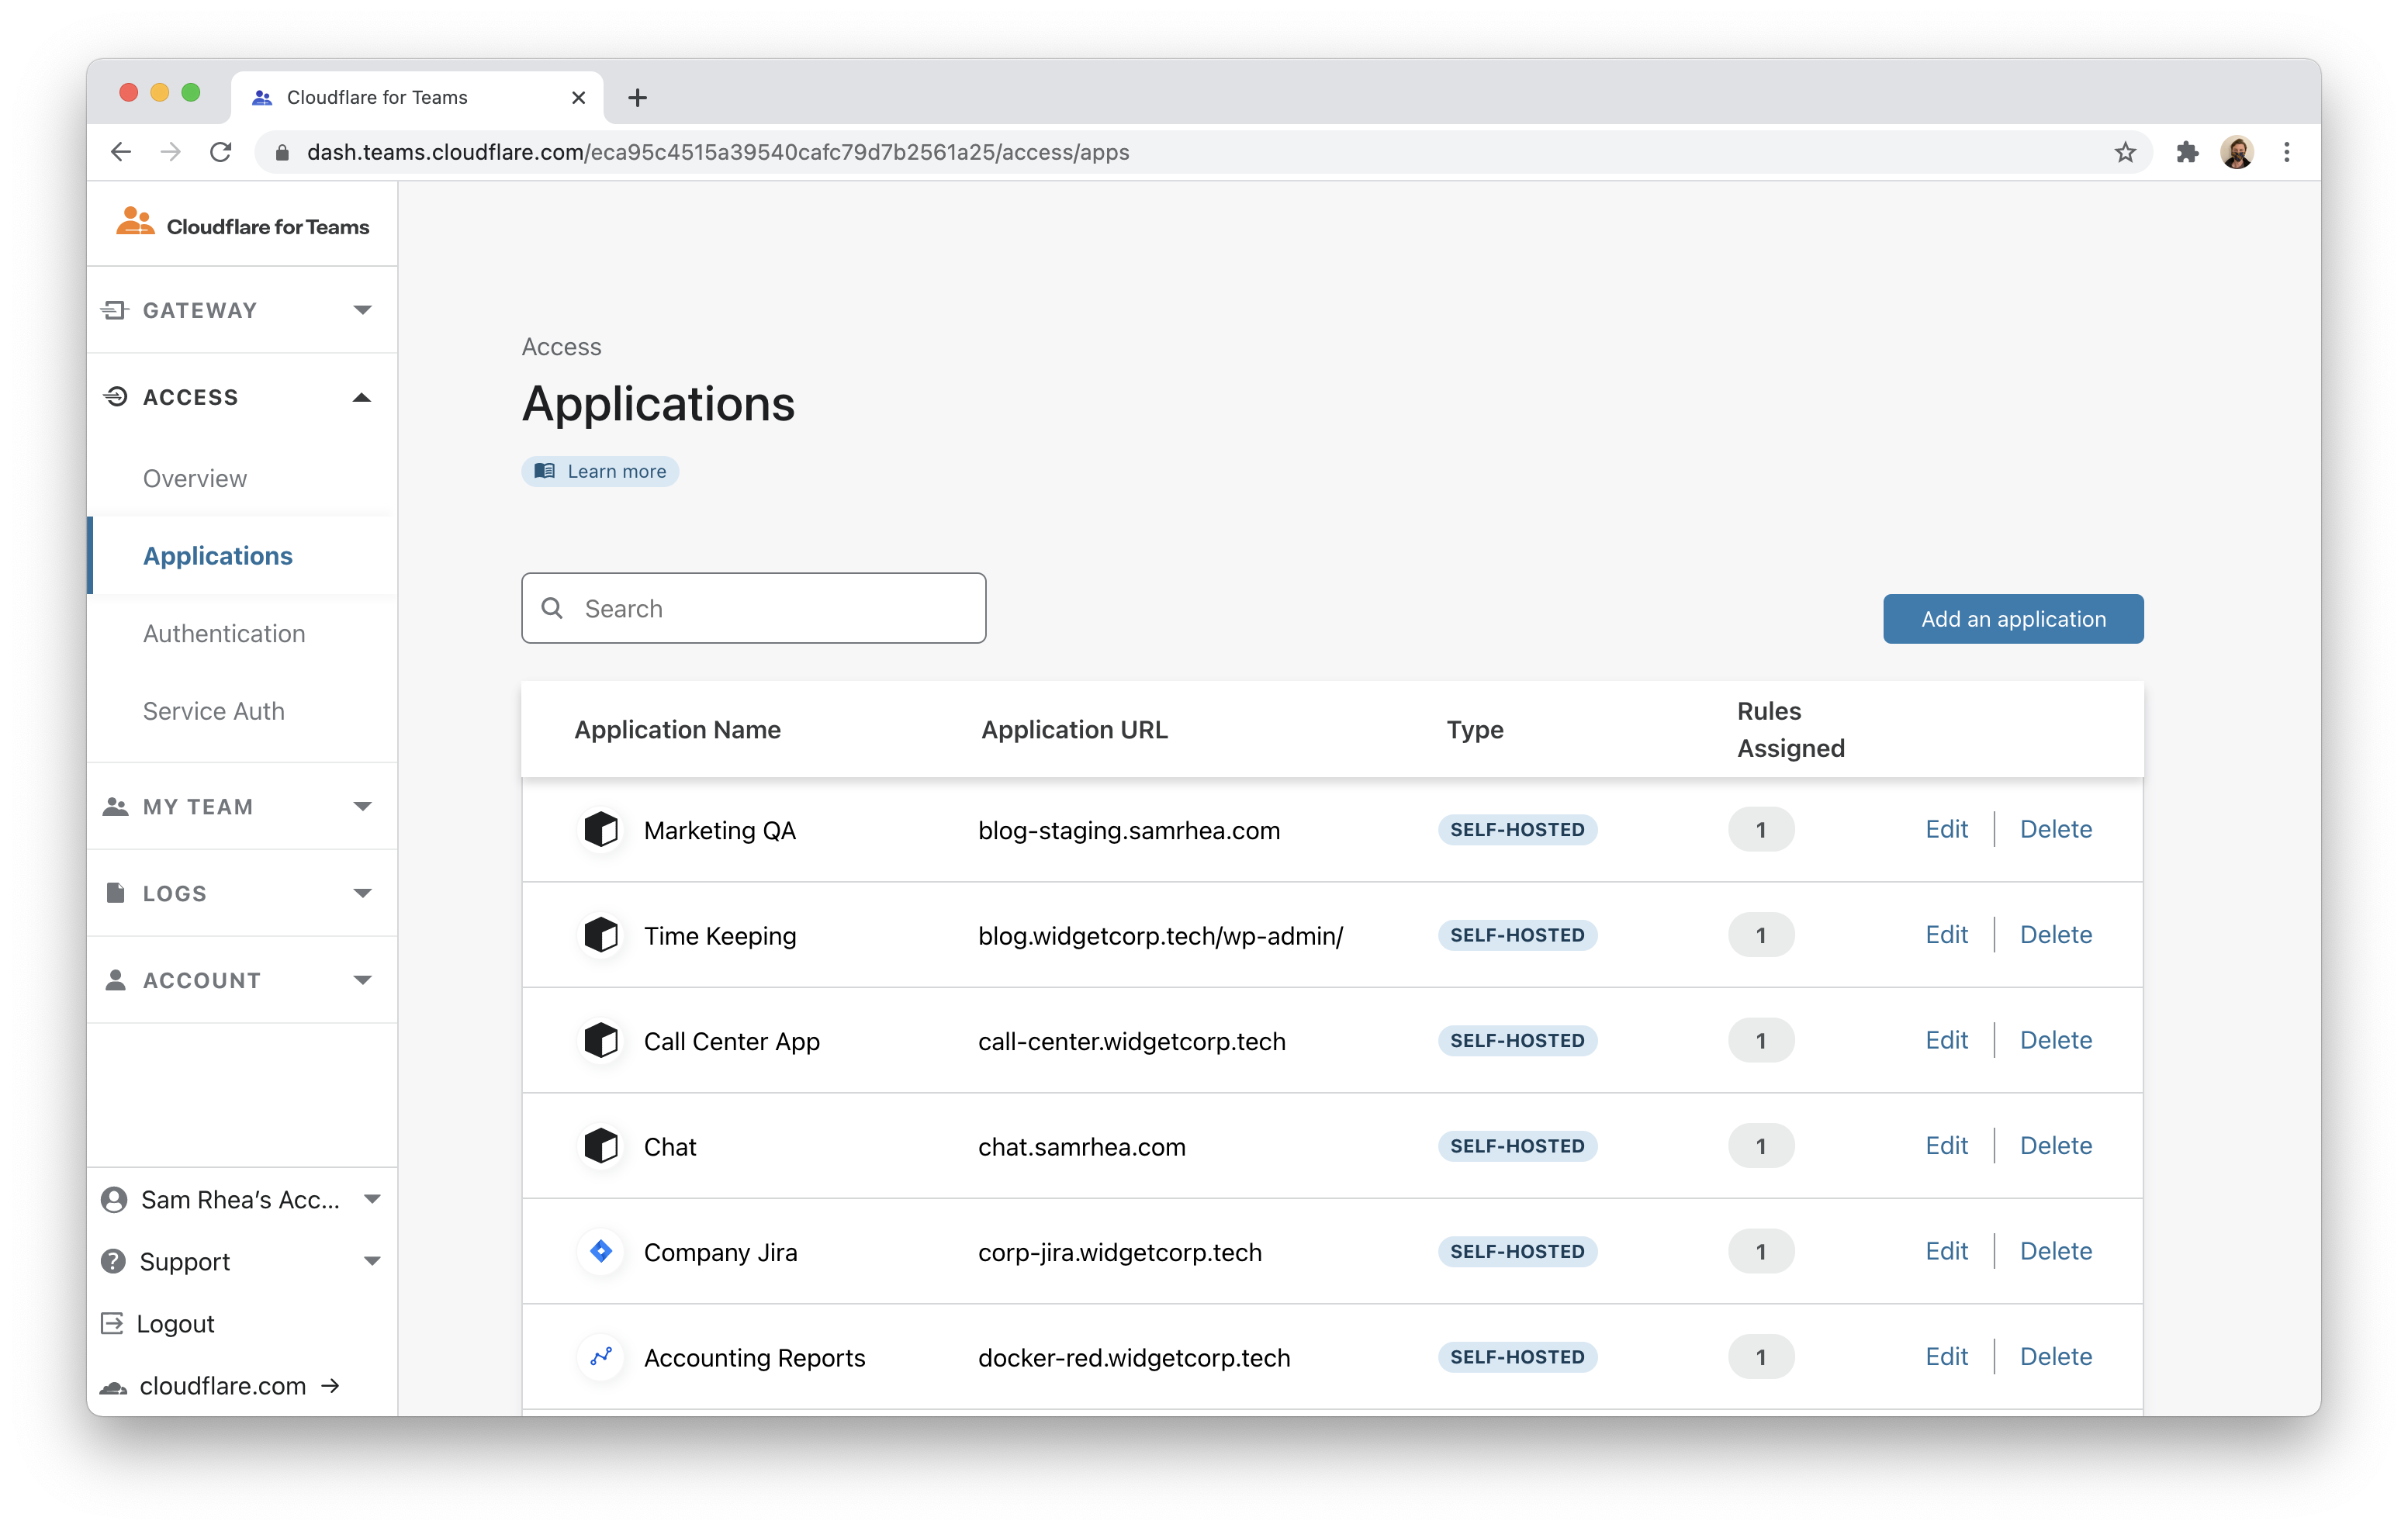 Cloudflare for Teams
dash.teams.cloudflare.com/eca95c4515a39540cafc79d7b2561a25/access/apps
Cloudflare for Teams
GATEWAY
ACCESS
Overview
Applications
Authentication
Service Auth
MY TEAM
LOGS
ACCOUNT
Sam Rhea’s Acc...
Support
Logout
cloudflare.com →
Access
Applications
Learn more
Search
Add an application
Application Name Application URL Type Rules
Assigned
Marketing QA blog-staging.samrhea.com SELF-HOSTED 1 Edit Delete
Time Keeping blog.widgetcorp.tech/wp-admin/ SELF-HOSTED 1 Edit Delete
Call Center App call-center.widgetcorp.tech SELF-HOSTED 1 Edit Delete
Chat chat.samrhea.com SELF-HOSTED 1 Edit Delete
Company Jira corp-jira.widgetcorp.tech SELF-HOSTED 1 Edit Delete
Accounting Reports docker-red.widgetcorp.tech SELF-HOSTED 1 Edit Delete